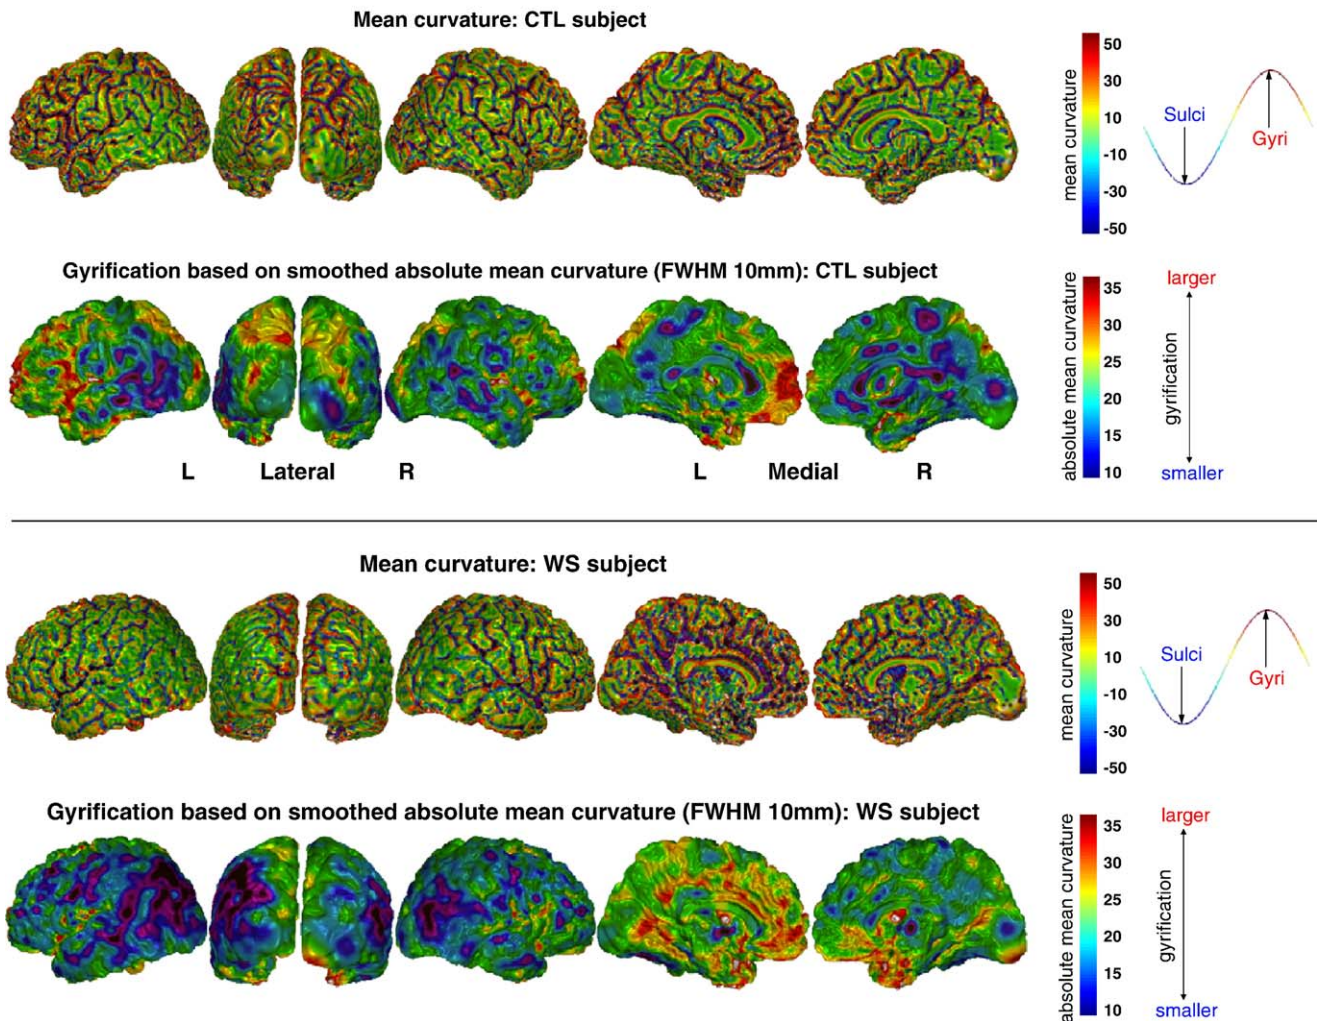 Mean curvature: CTL subject
mean curvature
50
30
10
-10
-30
-50
Sulci
Gyri
Gyrification based on smoothed absolute mean curvature (FWHM 10mm): CTL subject
absolute mean curvature
35
30
25
20
15
10
larger
gyrification
smaller
L Lateral R L Medial R
Mean curvature: WS subject
mean curvature
50
30
10
-10
-30
-50
Sulci
Gyri
Gyrification based on smoothed absolute mean curvature (FWHM 10mm): WS subject
absolute mean curvature
35
30
25
20
15
10
larger
gyrification
smaller